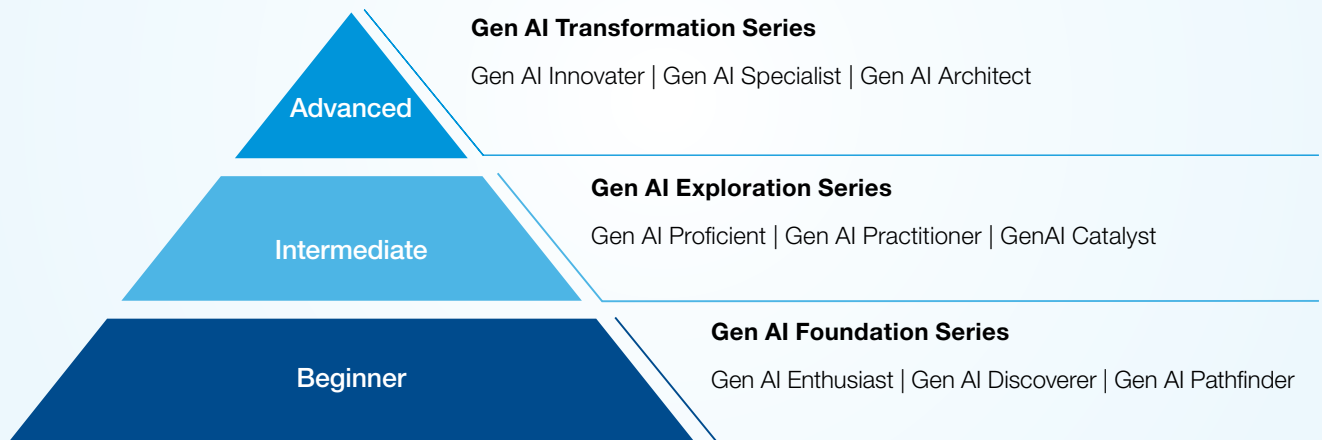 Gen AI Transformation Series
Gen AI Innovater | Gen AI Specialist | Gen AI Architect
Advanced
Gen AI Exploration Series
Gen AI Proficient | Gen AI Practitioner | GenAI Catalyst
Intermediate
Gen AI Foundation Series
Gen AI Enthusiast | Gen AI Discoverer | Gen AI Pathfinder
Beginner